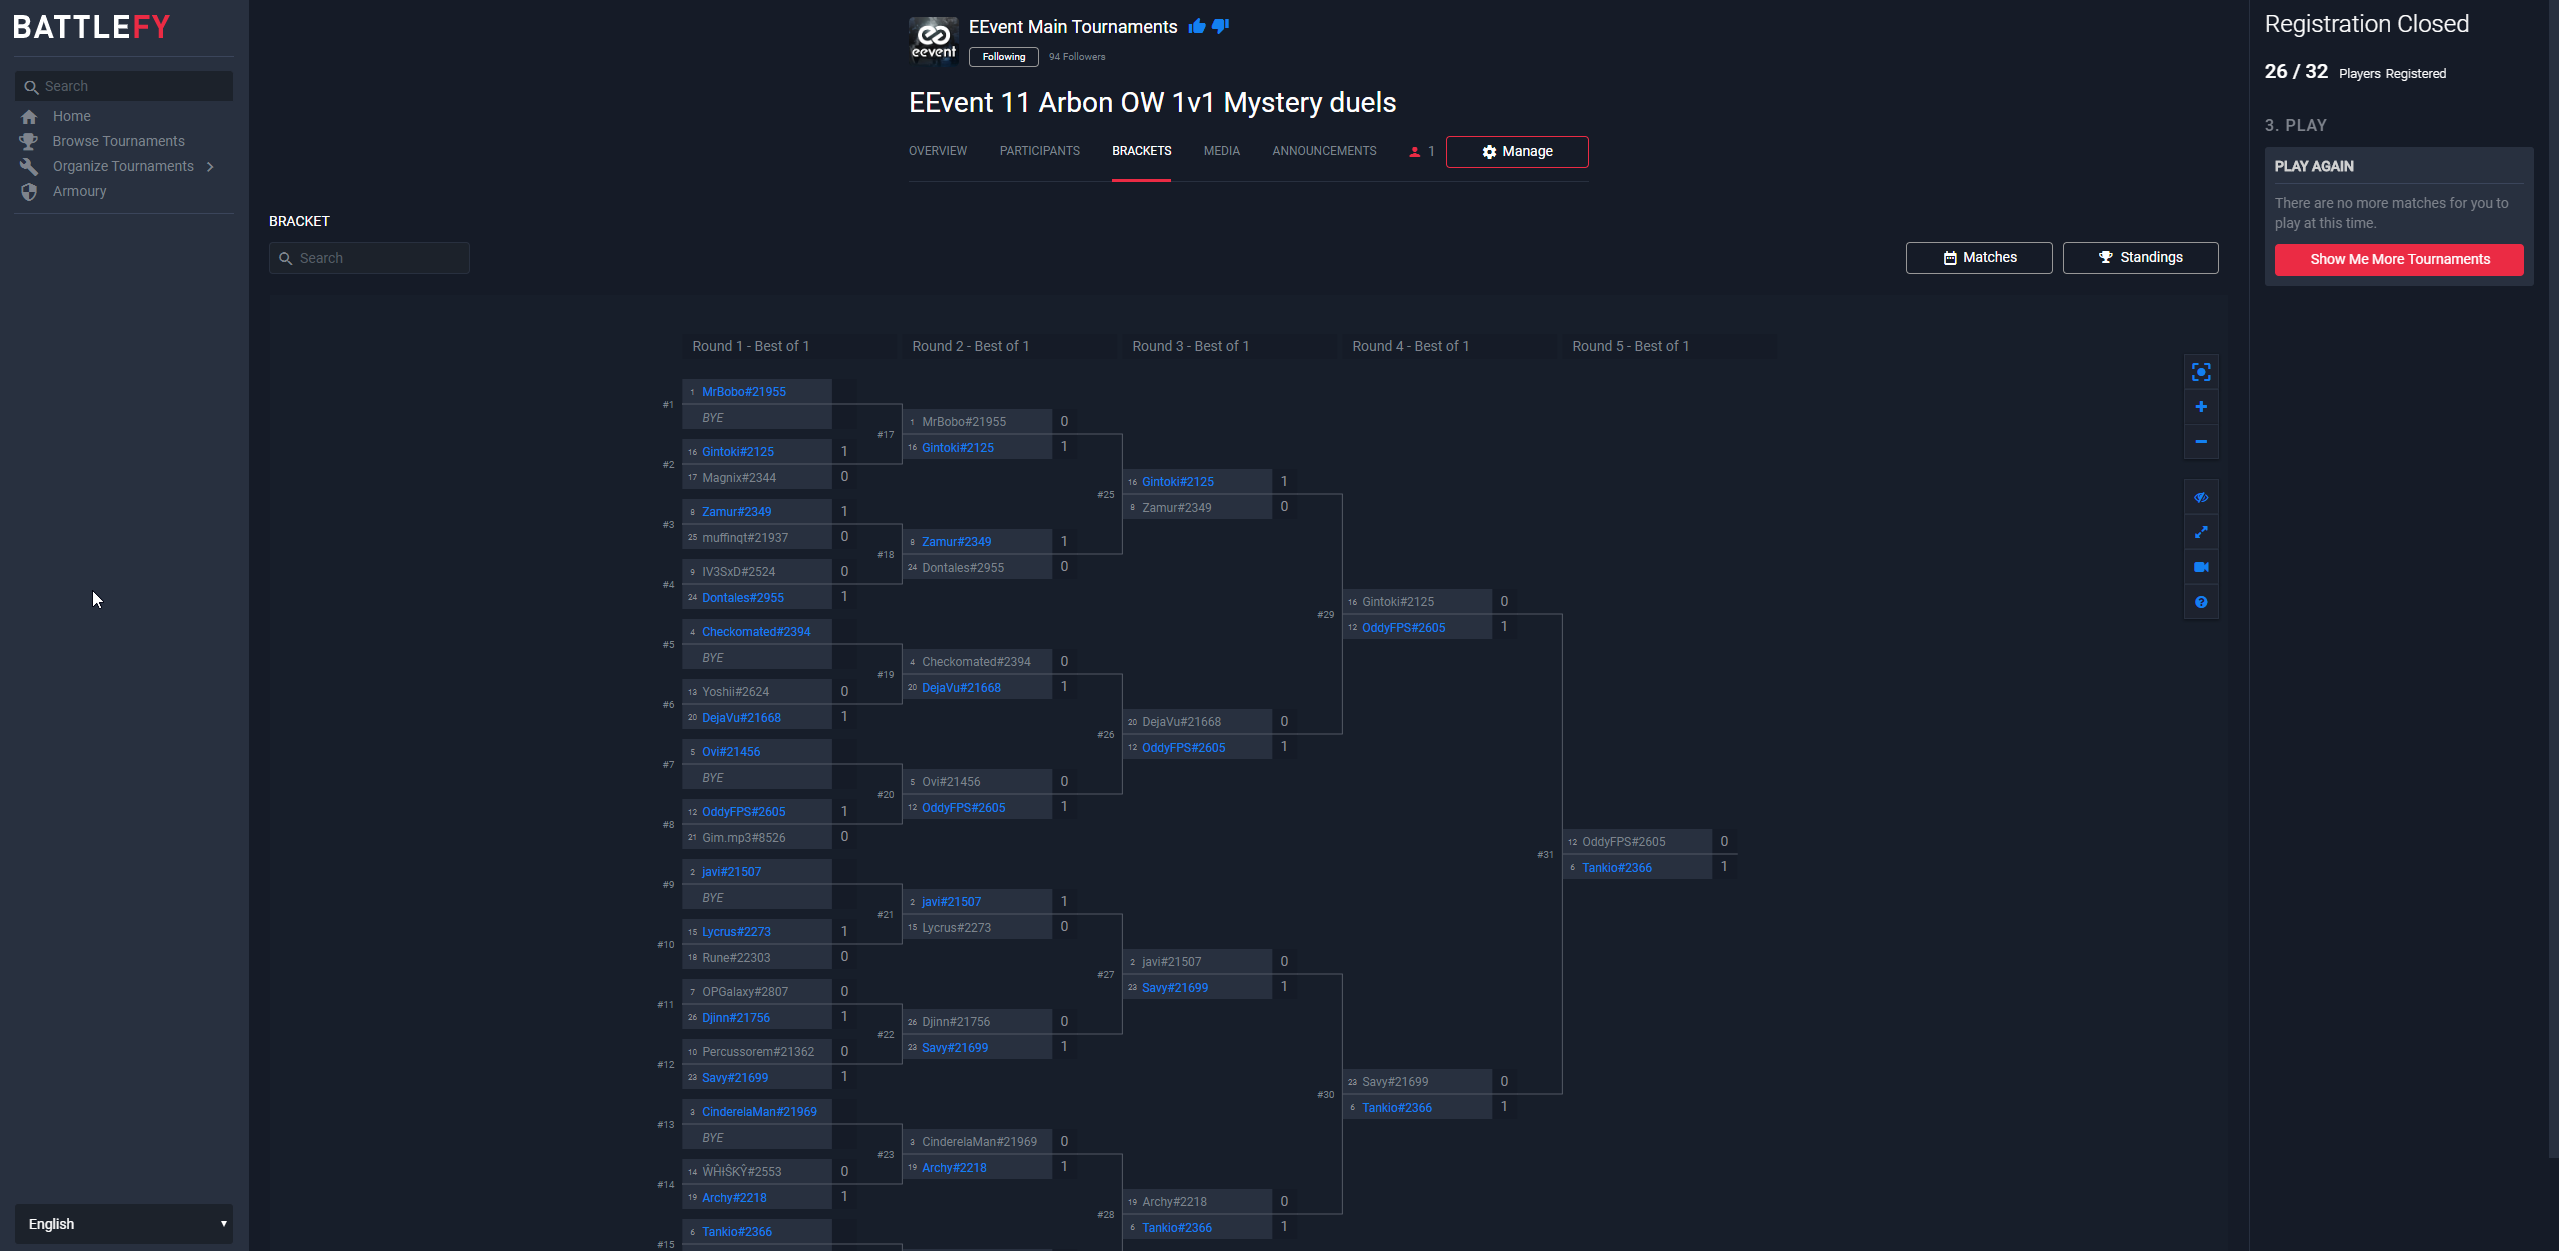 BATTLEFY
Search
Home
Browse Tournaments
Organize Tournaments
Armoury
English
eevent
EEvent Main Tournaments
Following 94 Followers
EEvent 11 Arbon OW 1v1 Mystery duels
OVERVIEW PARTICIPANTS BRACKETS MEDIA ANNOUNCEMENTS 1 Manage
BRACKET
Search
Matches Standings
Round 1 - Best of 1
#1
1 MrBobo#21955
BYE
#2
16 Gintoki#2125 1
17 Magnix#2344 0
#3
8 Zamur#2349 1
25 muffinqt#21937 0
#4
9 IV3SxD#2524 0
24 Dontales#2955 1
#5
4 Checkomated#2394
BYE
#6
13 Yoshii#2624 0
20 DejaVu#21668 1
#7
5 Ovi#21456
BYE
#8
12 OddyFPS#2605 1
21 Gim.mp3#8526 0
#9
2 javi#21507
BYE
#10
15 Lycrus#2273 1
18 Rune#22303 0
#11
7 OPGalaxy#2807 0
26 Djinn#21756 1
#12
10 Percussorem#21362 0
23 Savy#21699 1
#13
3 CinderelaMan#21969
BYE
#14
14 ŴĤƗŜƘŶ#2553 0
19 Archy#2218 1
#15
6 Tankio#2366
Round 2 - Best of 1
#17
1 MrBobo#21955 0
16 Gintoki#2125 1
#18
8 Zamur#2349 1
24 Dontales#2955 0
#19
4 Checkomated#2394 0
20 DejaVu#21668 1
#20
5 Ovi#21456 0
12 OddyFPS#2605 1
#21
2 javi#21507 1
15 Lycrus#2273 0
#22
26 Djinn#21756 0
23 Savy#21699 1
#23
3 CinderelaMan#21969 0
19 Archy#2218 1
Round 3 - Best of 1
#25
16 Gintoki#2125 1
8 Zamur#2349 0
#26
20 DejaVu#21668 0
12 OddyFPS#2605 1
#27
2 javi#21507 0
23 Savy#21699 1
#28
19 Archy#2218 0
6 Tankio#2366 1
Round 4 - Best of 1
#29
16 Gintoki#2125 0
12 OddyFPS#2605 1
#30
23 Savy#21699 0
6 Tankio#2366 1
Round 5 - Best of 1
#31
12 OddyFPS#2605 0
6 Tankio#2366 1
Registration Closed
26 / 32 Players Registered
3. PLAY
PLAY AGAIN
There are no more matches for you to
play at this time.
Show Me More Tournaments